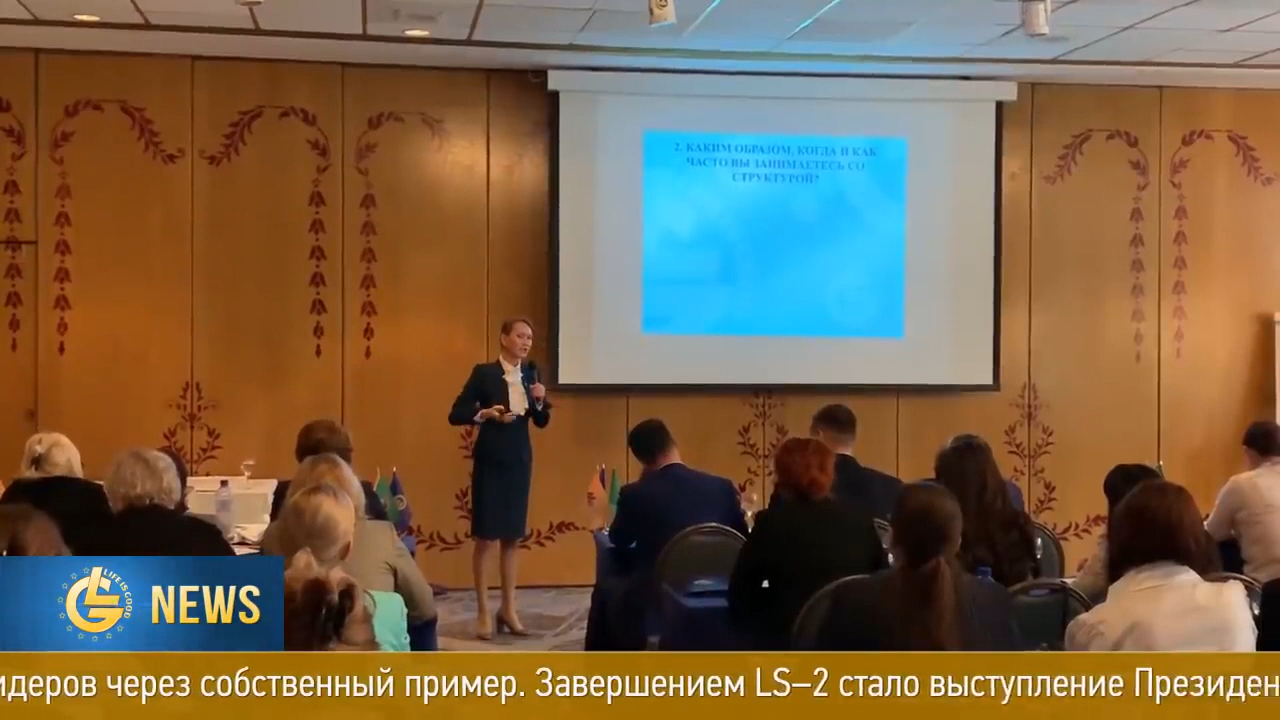 2. КАКИМ ОБРАЗОМ, КОГДА И КАК
ЧАСТО ВЫ ЗАНИМАЕТЕСЬ СО
СТРУКТУРОЙ?
LIFE IS GOOD
NEWS
идеров через собственный пример. Завершением LS–2 стало выступление Президен